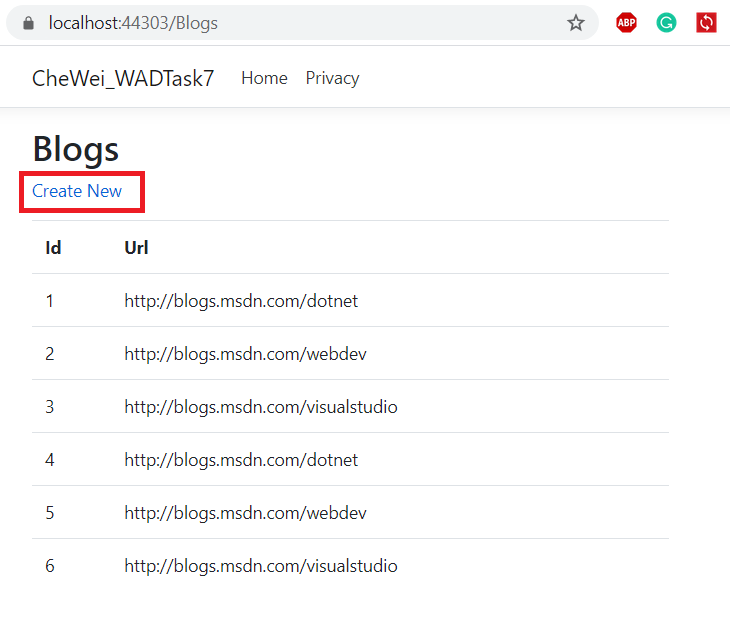 localhost:44303/Blogs ABP G
CheWei_WADTask7 Home Privacy
Blogs
Create New
Id Url
1 http://blogs.msdn.com/dotnet
2 http://blogs.msdn.com/webdev
3 http://blogs.msdn.com/visualstudio
4 http://blogs.msdn.com/dotnet
5 http://blogs.msdn.com/webdev
6 http://blogs.msdn.com/visualstudio